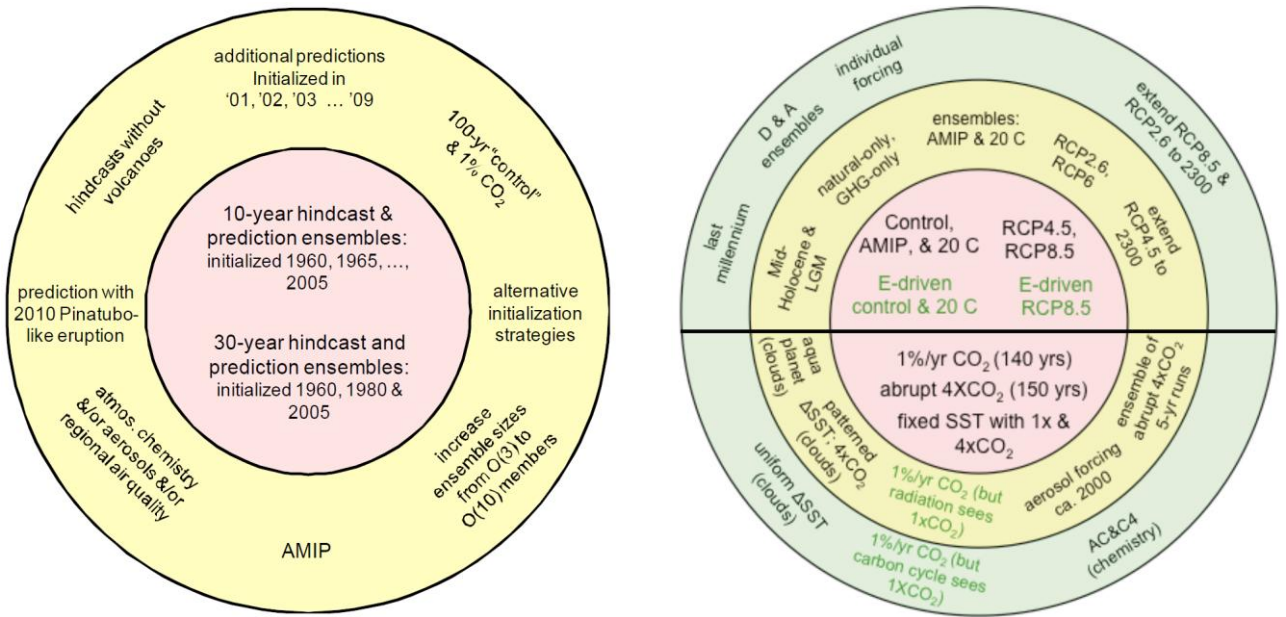 additional predictions
Initialized in
'01, '02, '03 … '09
hindcasts without
volcanoes
100-yr “control”
& 1% CO₂
10-year hindcast &
prediction ensembles:
initialized 1960, 1965, …,
2005
30-year hindcast and
prediction ensembles:
initialized 1960, 1980 &
2005
prediction with
2010 Pinatubo-
like eruption
alternative
initialization
strategies
atmos. chemistry
&/or aerosols &/or
regional air quality
increase
ensemble sizes
from O(3) to
O(10) members
AMIP
individual
forcing
D & A
ensembles
last
millennium
extend RCP8.5 &
RCP2.6 to 2300
ensembles:
AMIP & 20 C
natural-only,
GHG-only
RCP2.6,
RCP6
Mid-
Holocene &
LGM
extend
RCP4.5 to
2300
Control,
AMIP, & 20 C
RCP4.5,
RCP8.5
E-driven
control & 20 C
E-driven
RCP8.5
1%/yr CO₂ (140 yrs)
abrupt 4XCO₂ (150 yrs)
fixed SST with 1x &
4xCO₂
aqua
planet
(clouds)
patterned
ΔSST: 4XCO₂
(clouds)
1%/yr CO₂ (but
radiation sees
1xCO₂)
aerosol forcing
ca. 2000
ensemble of
abrupt 4xCO₂
5-yr runs
uniform ΔSST
(clouds)
1%/yr CO₂ (but
carbon cycle sees
1XCO₂)
AC&C4
(chemistry)